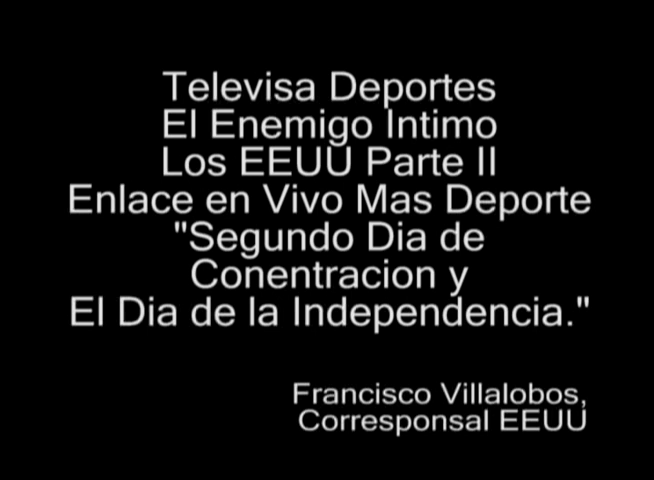 Televisa Deportes
El Enemigo Intimo
Los EEUU Parte II
Enlace en Vivo Mas Deporte
"Segundo Dia de
Conentracion y
El Dia de la Independencia."
Francisco Villalobos,
Corresponsal EEUU